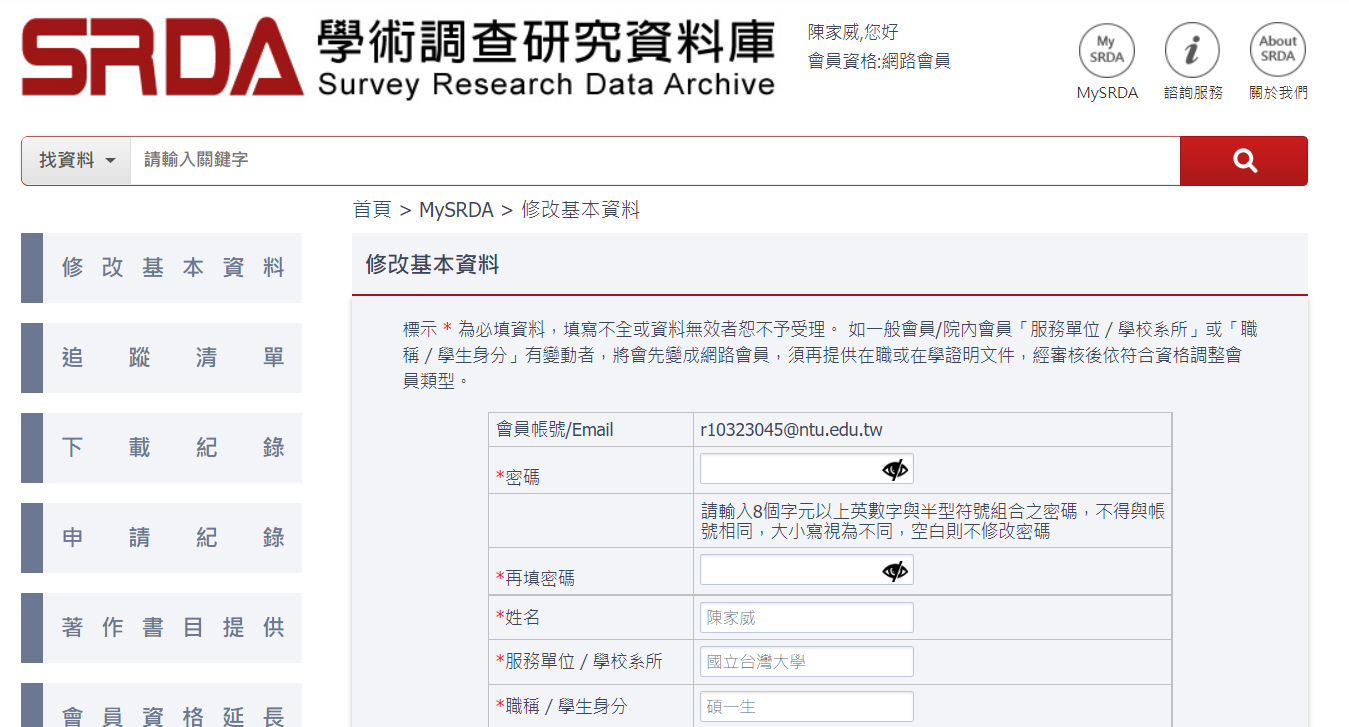 SRDA 學術調查研究資料庫
Survey Research Data Archive
陳家威,您好
會員資格:網路會員
My SRDA
MySRDA
i
諮詢服務
About SRDA
關於我們
找資料
請輸入關鍵字
首頁 > MySRDA > 修改基本資料
修改基本資料
追蹤清單
下載紀錄
申請紀錄
著作書目提供
會員資格延長
修改基本資料
標示 * 為必填資料，填寫不全或資料無效者恕不予受理。 如一般會員/院內會員「服務單位 / 學校系所」或「職
稱 / 學生身分」有變動者，將會先變成網路會員，須再提供在職或在學證明文件，經審核後依符合資格調整會
員類型。
會員帳號/Email r10323045@ntu.edu.tw
*密碼
請輸入8個字元以上英數字與半型符號組合之密碼，不得與帳
號相同，大小寫視為不同，空白則不修改密碼
*再填密碼
*姓名 陳家威
*服務單位 / 學校系所 國立台灣大學
*職稱 / 學生身分 碩一生